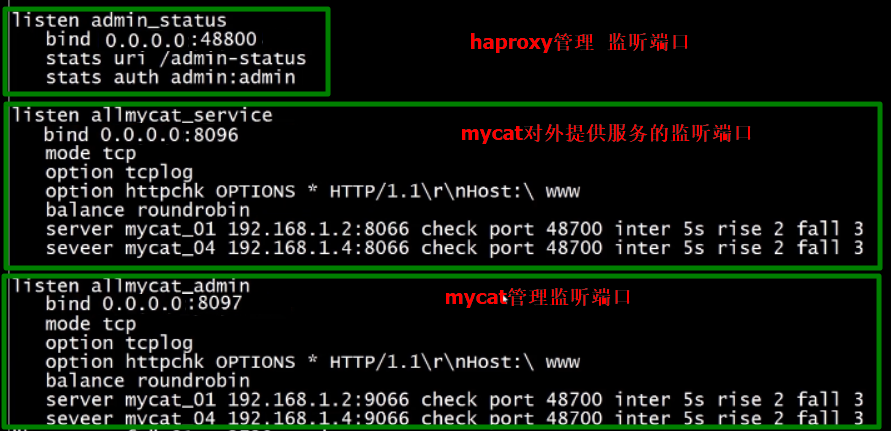 listen admin_status
bind 0.0.0.0:48800
haproxy管理 监听端口
stats uri /admin-status
stats auth admin:admin
listen allmycat_service
bind 0.0.0.0:8096
mycat对外提供服务的监听端口
mode tcp
option tcplog
option httpchk OPTIONS * HTTP/1.1\r\nHost:\ www
balance roundrobin
server mycat_01 192.168.1.2:8066 check port 48700 inter 5s rise 2 fall 3
seveer mycat_04 192.168.1.4:8066 check port 48700 inter 5s rise 2 fall 3
listen allmycat_admin
bind 0.0.0.0:8097
mycat管理监听端口
mode tcp
option tcplog
option httpchk OPTIONS * HTTP/1.1\r\nHost:\ www
balance roundrobin
server mycat_01 192.168.1.2:9066 check port 48700 inter 5s rise 2 fall 3
seveer mycat_04 192.168.1.4:9066 check port 48700 inter 5s rise 2 fall 3